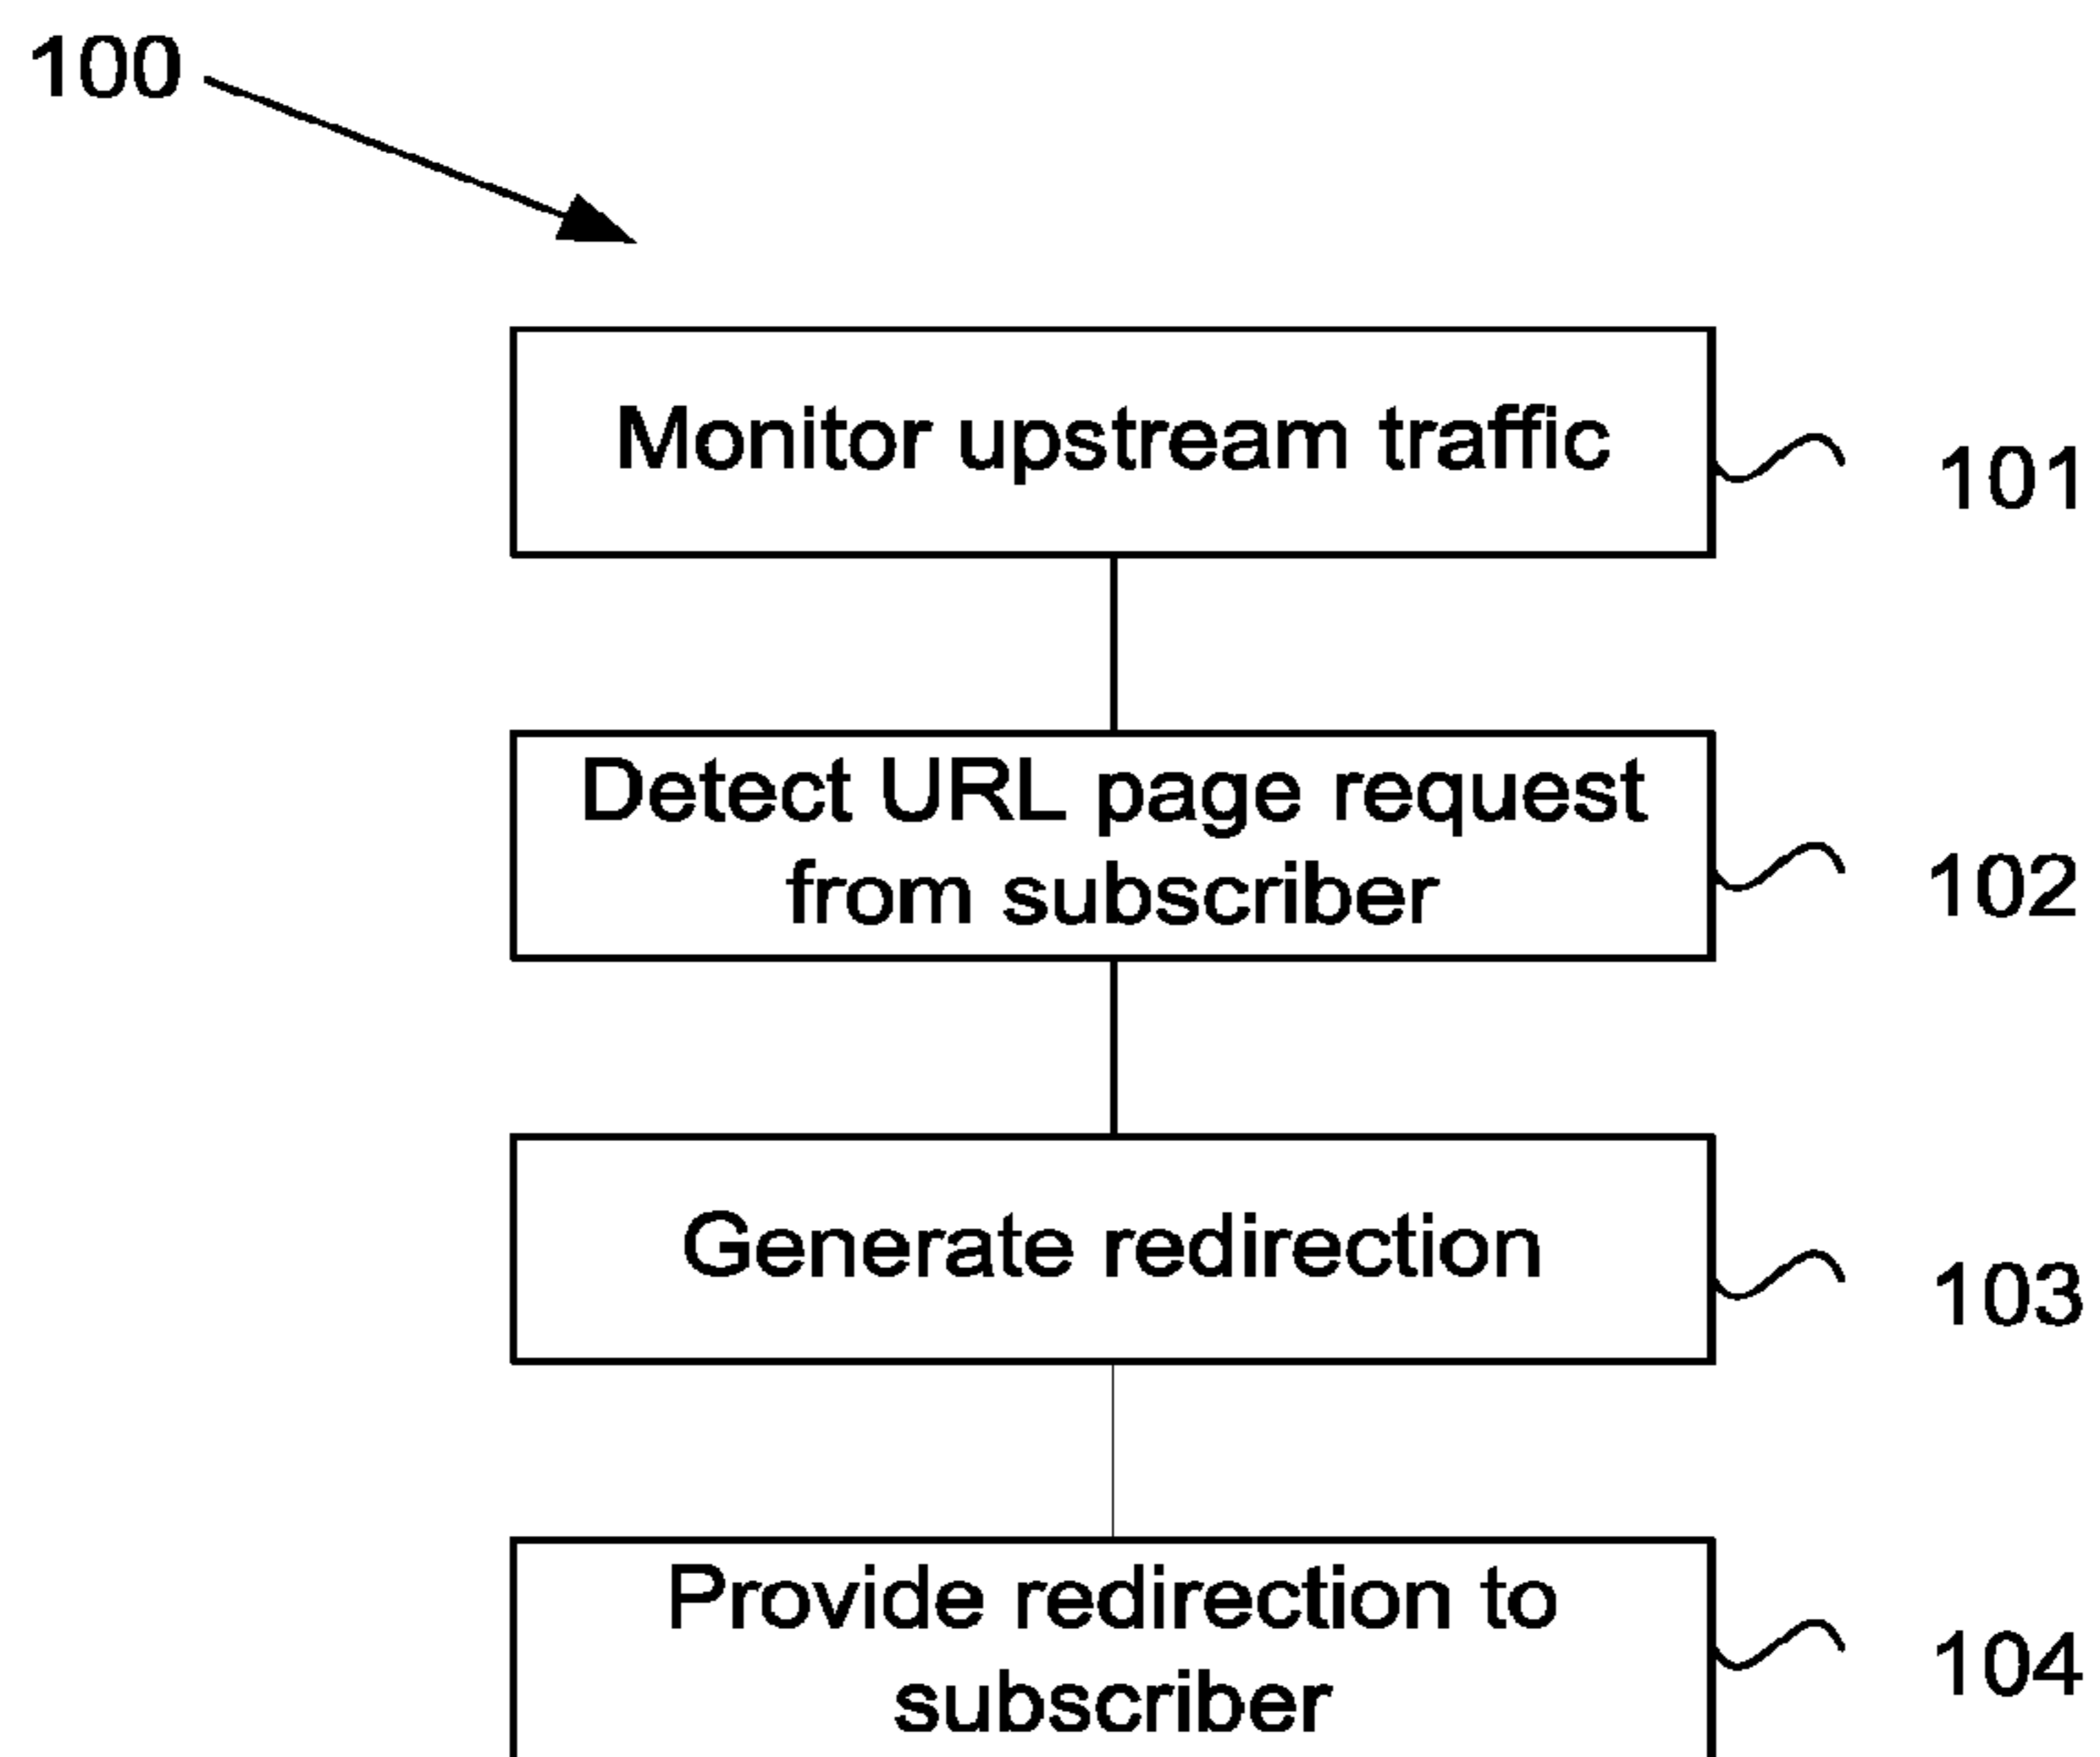 100
Monitor upstream traffic
101
Detect URL page request
from subscriber
102
Generate redirection
103
Provide redirection to
subscriber
104